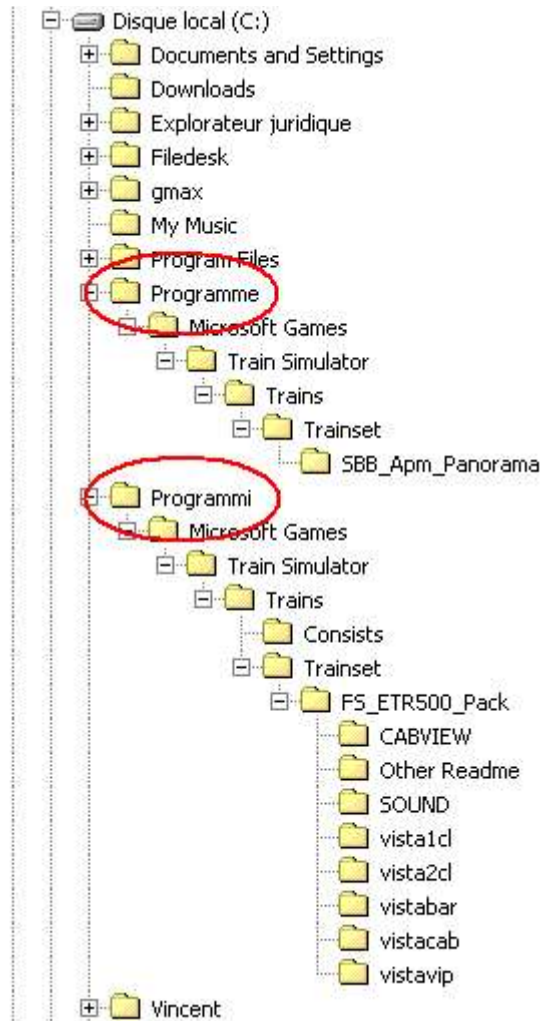 Disque local (C:)
Documents and Settings
Downloads
Explorateur juridique
Filedesk
gmax
My Music
Program Files
Programme
Microsoft Games
Train Simulator
Trains
Trainset
SBB_Apm_Panorama
Programmi
Microsoft Games
Train Simulator
Trains
Consists
Trainset
FS_ETR500_Pack
CABVIEW
Other Readme
SOUND
vista1cl
vista2cl
vistabar
vistacab
vistavip
Vincent